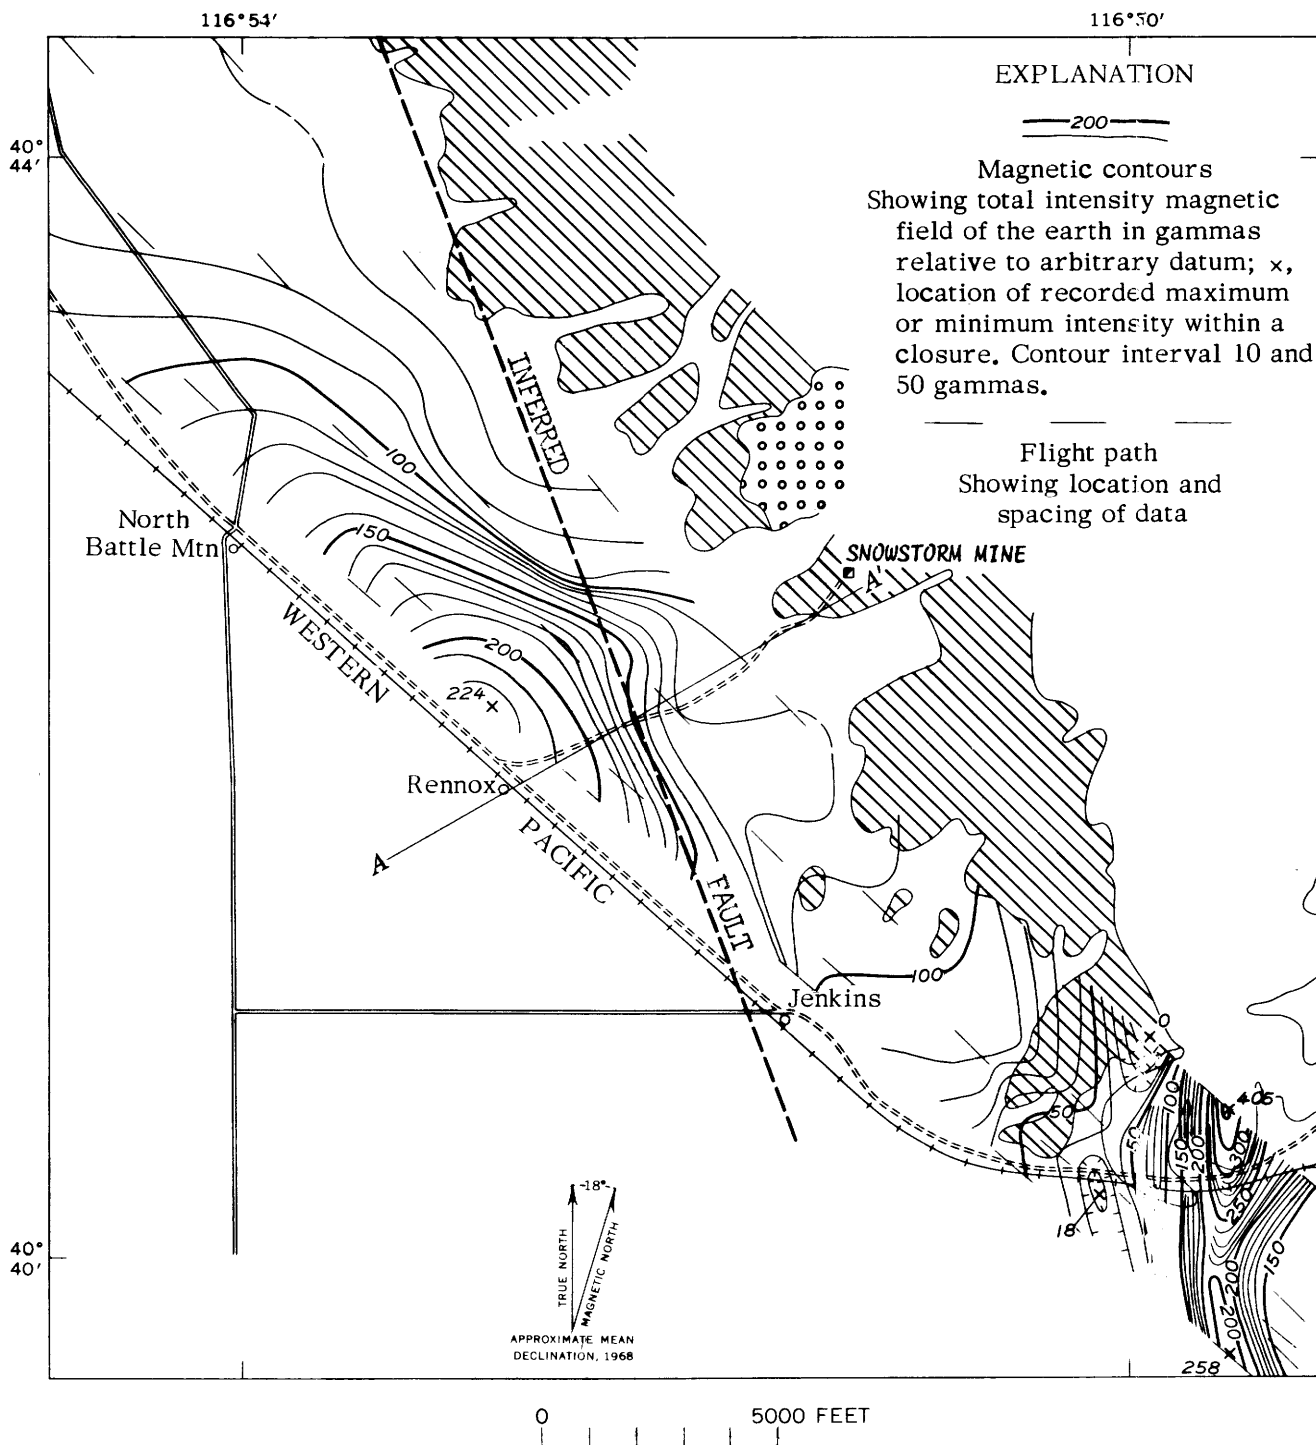 116°54′
116°50′
EXPLANATION
200
40°
44′
Magnetic contours
Showing total intensity magnetic
field of the earth in gammas
relative to arbitrary datum; ×,
location of recorded maximum
or minimum intensity within a
closure. Contour interval 10 and
50 gammas.
Flight path
Showing location and
spacing of data
INFERRED
100
North
Battle Mtn
150
SNOWSTORM MINE
A′
WESTERN
200
224
Rennox
A
PACIFIC
FAULT
100
Jenkins
0
50
100
405
50
150
200
300
18
250
150
200
200
258
40°
40′
18°
TRUE NORTH
MAGNETIC NORTH
APPROXIMATE MEAN
DECLINATION, 1968
0 5000 FEET